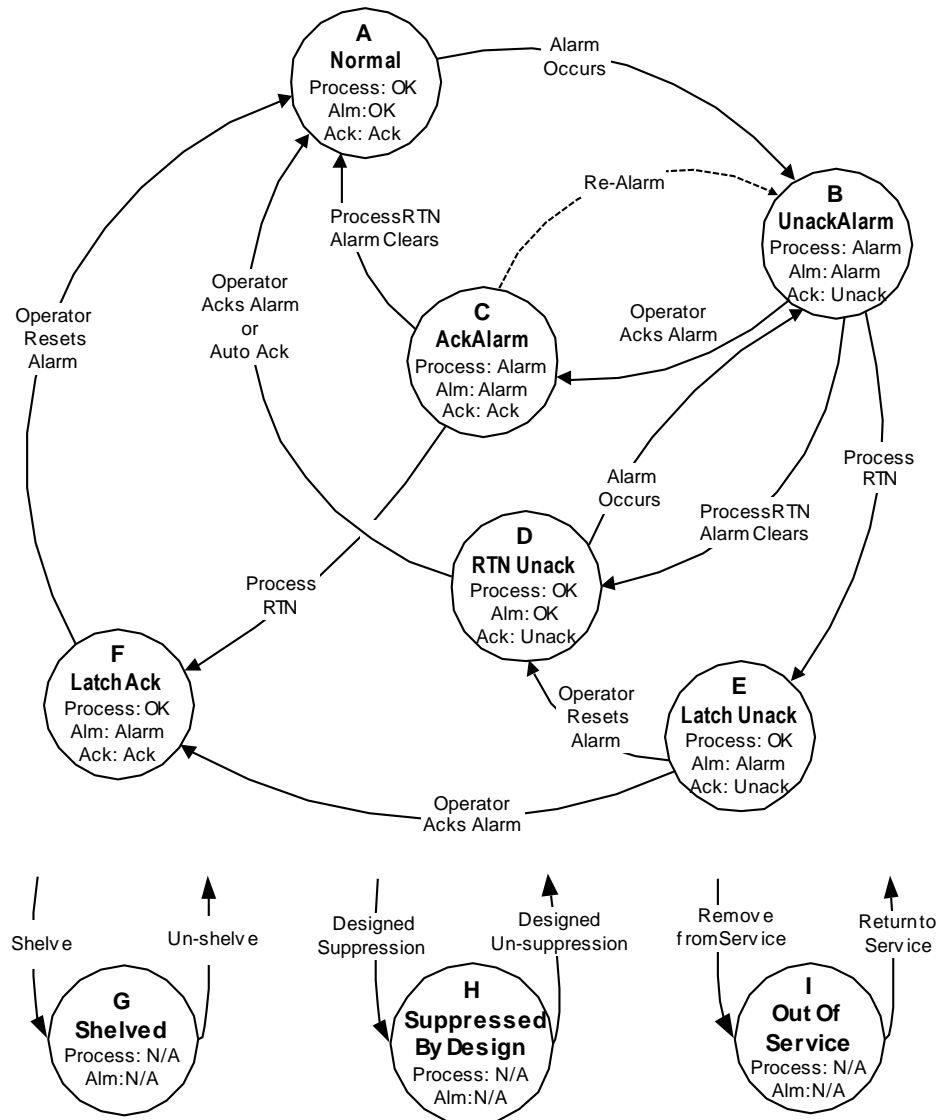 A
Normal
Process: OK
Alm:OK
Ack: Ack
Alarm
Occurs
Re-Alarm
B
UnackAlarm
Process: Alarm
Alm: Alarm
Ack: Unack
ProcessRTN
Alarm Clears
Operator
Acks Alarm
or
Auto Ack
Operator
Resets
Alarm
C
AckAlarm
Process: Alarm
Alm: Alarm
Ack: Ack
Operator
Acks Alarm
Alarm
Occurs
Process
RTN
ProcessRTN
Alarm Clears
D
RTN Unack
Process: OK
Alm: OK
Ack: Unack
Process
RTN
F
Latch Ack
Process: OK
Alm: Alarm
Ack: Ack
Operator
Resets
Alarm
E
Latch Unack
Process: OK
Alm: Alarm
Ack: Unack
Operator
Acks Alarm
Shelve
Un-shelve
G
Shelved
Process: N/A
Alm:N/A
Designed
Suppression
Designed
Un-suppression
H
Suppressed
By Design
Process: N/A
Alm:N/A
Remove
from Service
Return to
Service
I
Out Of
Service
Process: N/A
Alm:N/A